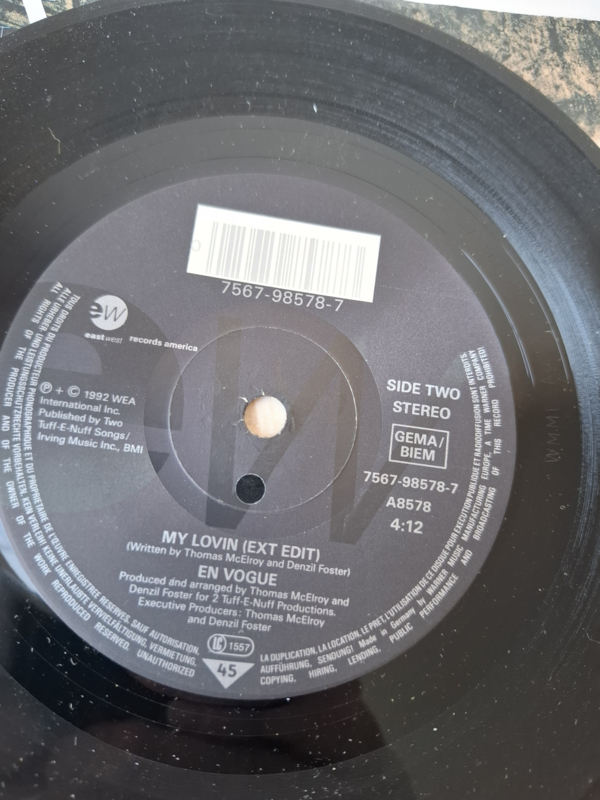 7567-98578-7
ew
eastwest records america
℗ + © 1992 WEA
International Inc.
Published by Two
Tuff-E-Nuff Songs/
Irving Music Inc., BMI
SIDE TWO
STEREO
GEMA/
BIEM
7567-98578-7
A8578
4:12
MY LOVIN (EXT EDIT)
(Written by Thomas McElroy and Denzil Foster)
EN VOGUE
Produced and arranged by Thomas McElroy and
Denzil Foster for 2 Tuff-E-Nuff Productions.
Executive Producers: Thomas McElroy
and Denzil Foster
LC 1557
45
TOUS DROITS DU PRODUCTEUR PHONOGRAPHIQUE ET DU PROPRIETAIRE DE L'ŒUVRE ENREGISTREE RESERVES. SAUF AUTORISATION,
ALLE URHEBER- UND LEISTUNGSSCHUTZRECHTE VORBEHALTEN. KEIN VERLEIH! KEINE UNERLAUBTE VERVIELFÄLTIGUNG, VERMIETUNG,
ALL RIGHTS OF THE PRODUCER AND OF THE OWNER OF THE WORK REPRODUCED RESERVED. UNAUTHORIZED
LA DUPLICATION, LA LOCATION, LE PRET, L'UTILISATION DE CE DISQUE POUR EXECUTION PUBLIQUE ET RADIODIFFUSION SONT INTERDITS.
AUFFÜHRUNG, SENDUNG! Made in Germany by WARNER MUSIC MANUFACTURING EUROPE, A TIME WARNER COMPANY
COPYING, HIRING, LENDING, PUBLIC PERFORMANCE AND BROADCASTING OF THIS RECORD PROHIBITED!